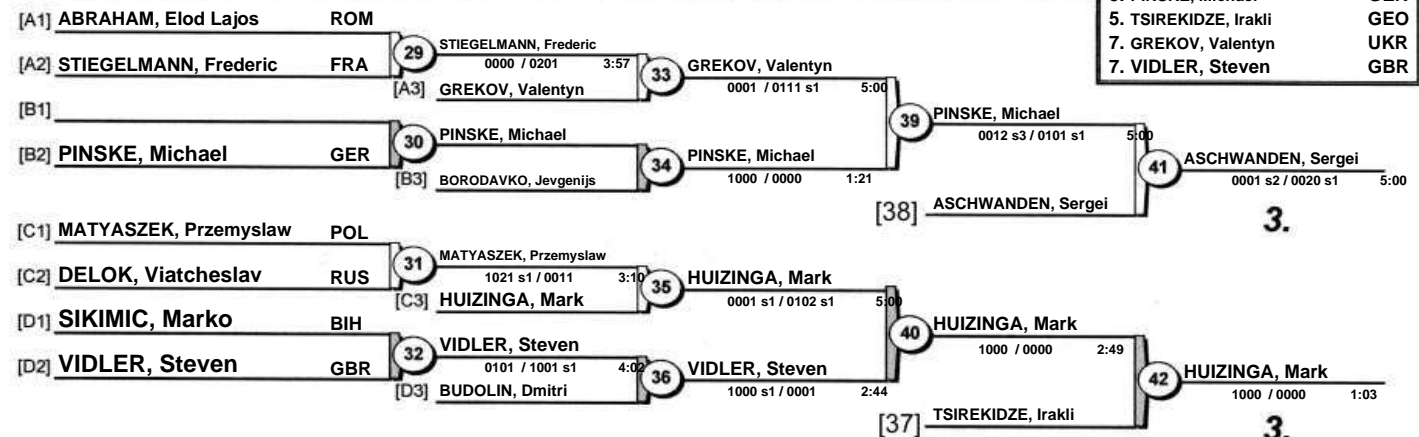 5. PINSKE, Michael GER
5. TSIREKIDZE, Irakli GEO
7. GREKOV, Valentyn UKR
7. VIDLER, Steven GBR
[A1] ABRAHAM, Elod Lajos ROM
29
STIEGELMANN, Frederic
0000 / 0201 3:57
[A2] STIEGELMANN, Frederic FRA
[A3] GREKOV, Valentyn
33
GREKOV, Valentyn
0001 / 0111 s1 5:00
[B1]
30
PINSKE, Michael
[B2] PINSKE, Michael GER
[B3] BORODAVKO, Jevgenijs
34
PINSKE, Michael
1000 / 0000 1:21
39
PINSKE, Michael
0012 s3 / 0101 s1 5:00
[38] ASCHWANDEN, Sergei
41
ASCHWANDEN, Sergei
0001 s2 / 0020 s1 5:00
3.
[C1] MATYASZEK, Przemyslaw POL
31
MATYASZEK, Przemyslaw
1021 s1 / 0011 3:10
[C2] DELOK, Viatcheslav RUS
[C3] HUIZINGA, Mark
35
HUIZINGA, Mark
0001 s1 / 0102 s1 5:00
[D1] SIKIMIC, Marko BIH
32
VIDLER, Steven
0101 / 1001 s1 4:02
[D2] VIDLER, Steven GBR
[D3] BUDOLIN, Dmitri
36
VIDLER, Steven
1000 s1 / 0001 2:44
40
HUIZINGA, Mark
1000 / 0000 2:49
[37] TSIREKIDZE, Irakli
42
HUIZINGA, Mark
1000 / 0000 1:03
3.